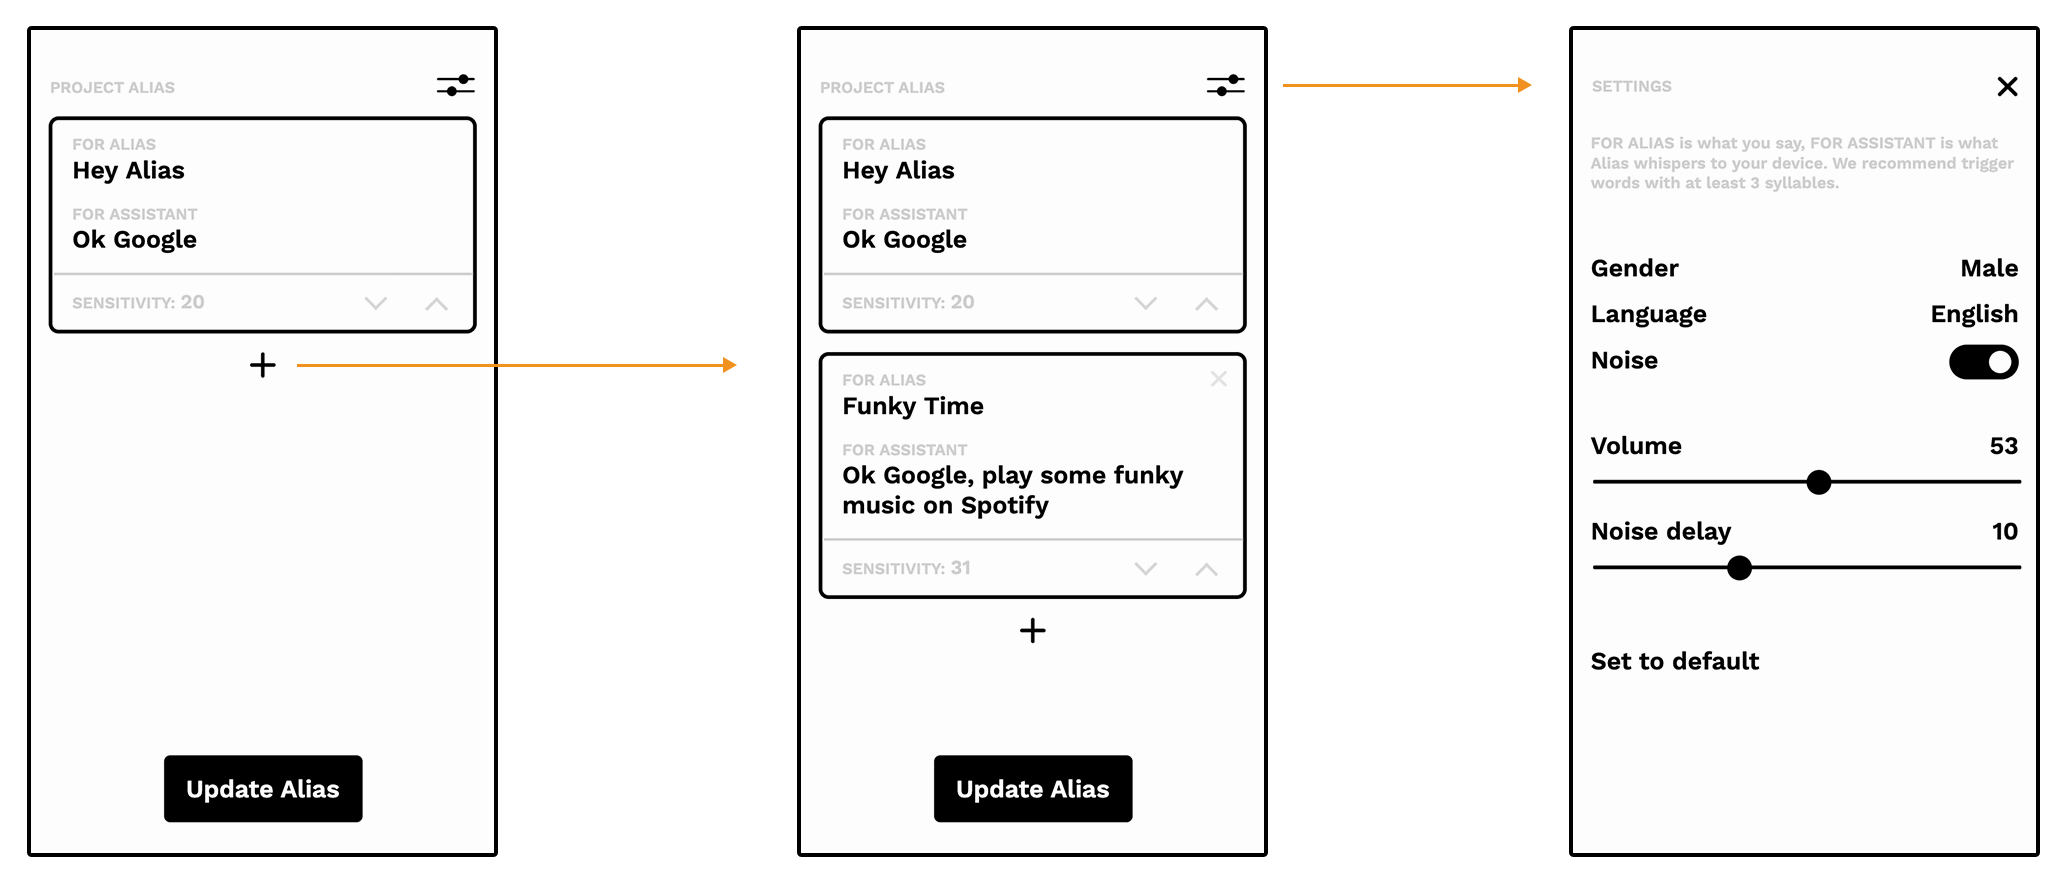 PROJECT ALIAS
FOR ALIAS
Hey Alias
FOR ASSISTANT
Ok Google
SENSITIVITY: 20
Update Alias
PROJECT ALIAS
FOR ALIAS
Hey Alias
FOR ASSISTANT
Ok Google
SENSITIVITY: 20
FOR ALIAS
Funky Time
FOR ASSISTANT
Ok Google, play some funky
music on Spotify
SENSITIVITY: 31
Update Alias
SETTINGS
FOR ALIAS is what you say, FOR ASSISTANT is what
Alias whispers to your device. We recommend trigger
words with at least 3 syllables.
Gender Male
Language English
Noise
Volume 53
Noise delay 10
Set to default